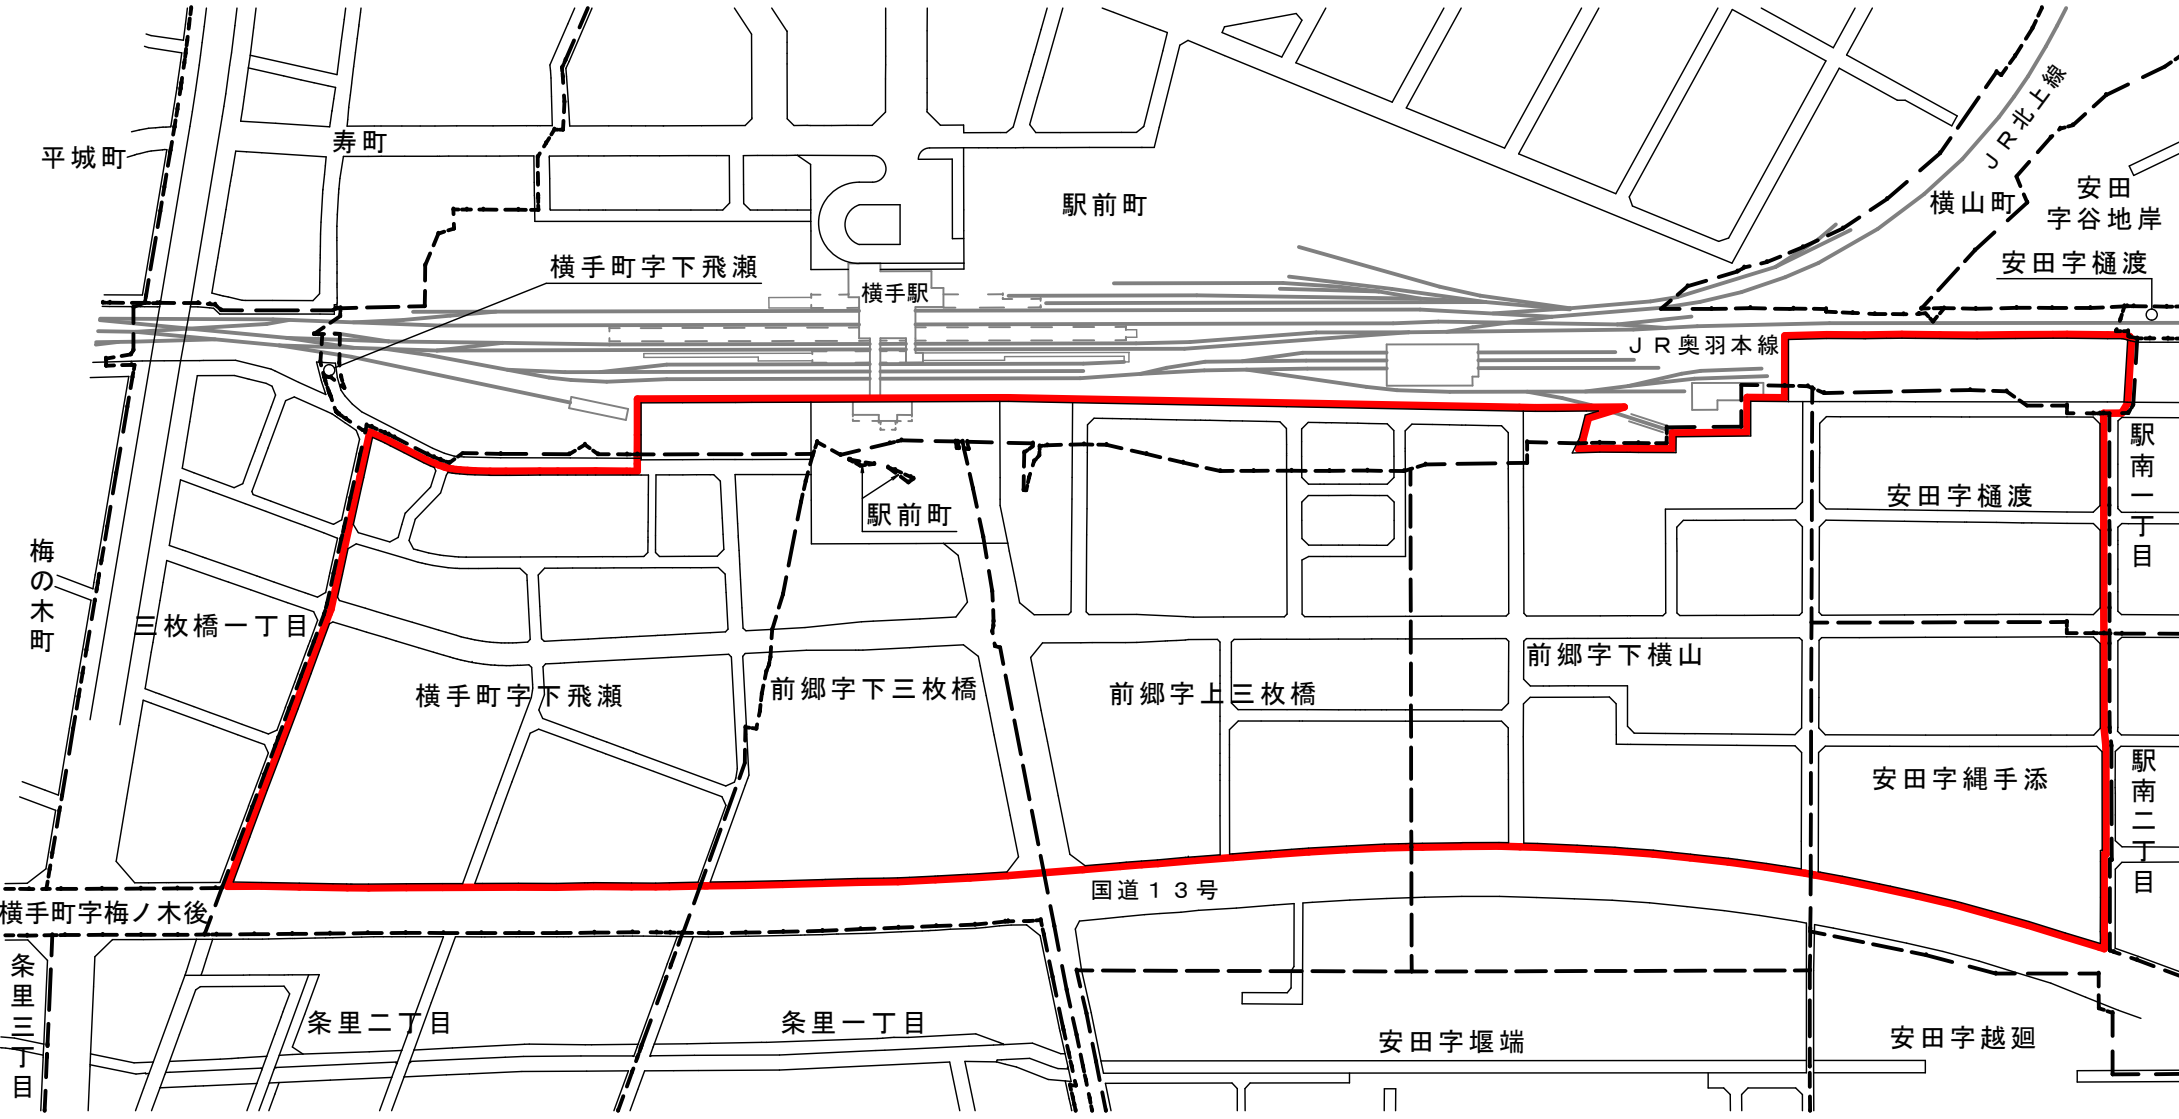 平城町
寿町
駅前町
ＪＲ北上線
横山町
安田
字谷地岸
安田字樋渡
横手町字下飛瀬
横手駅
ＪＲ奥羽本線
駅南一丁目
安田字樋渡
駅前町
梅の木町
三枚橋一丁目
横手町字下飛瀬
前郷字下三枚橋
前郷字上三枚橋
前郷字下横山
安田字縄手添
駅南二丁目
国道１３号
横手町字梅ノ木後
条里三丁目
条里二丁目
条里一丁目
安田字堰端
安田字越廻